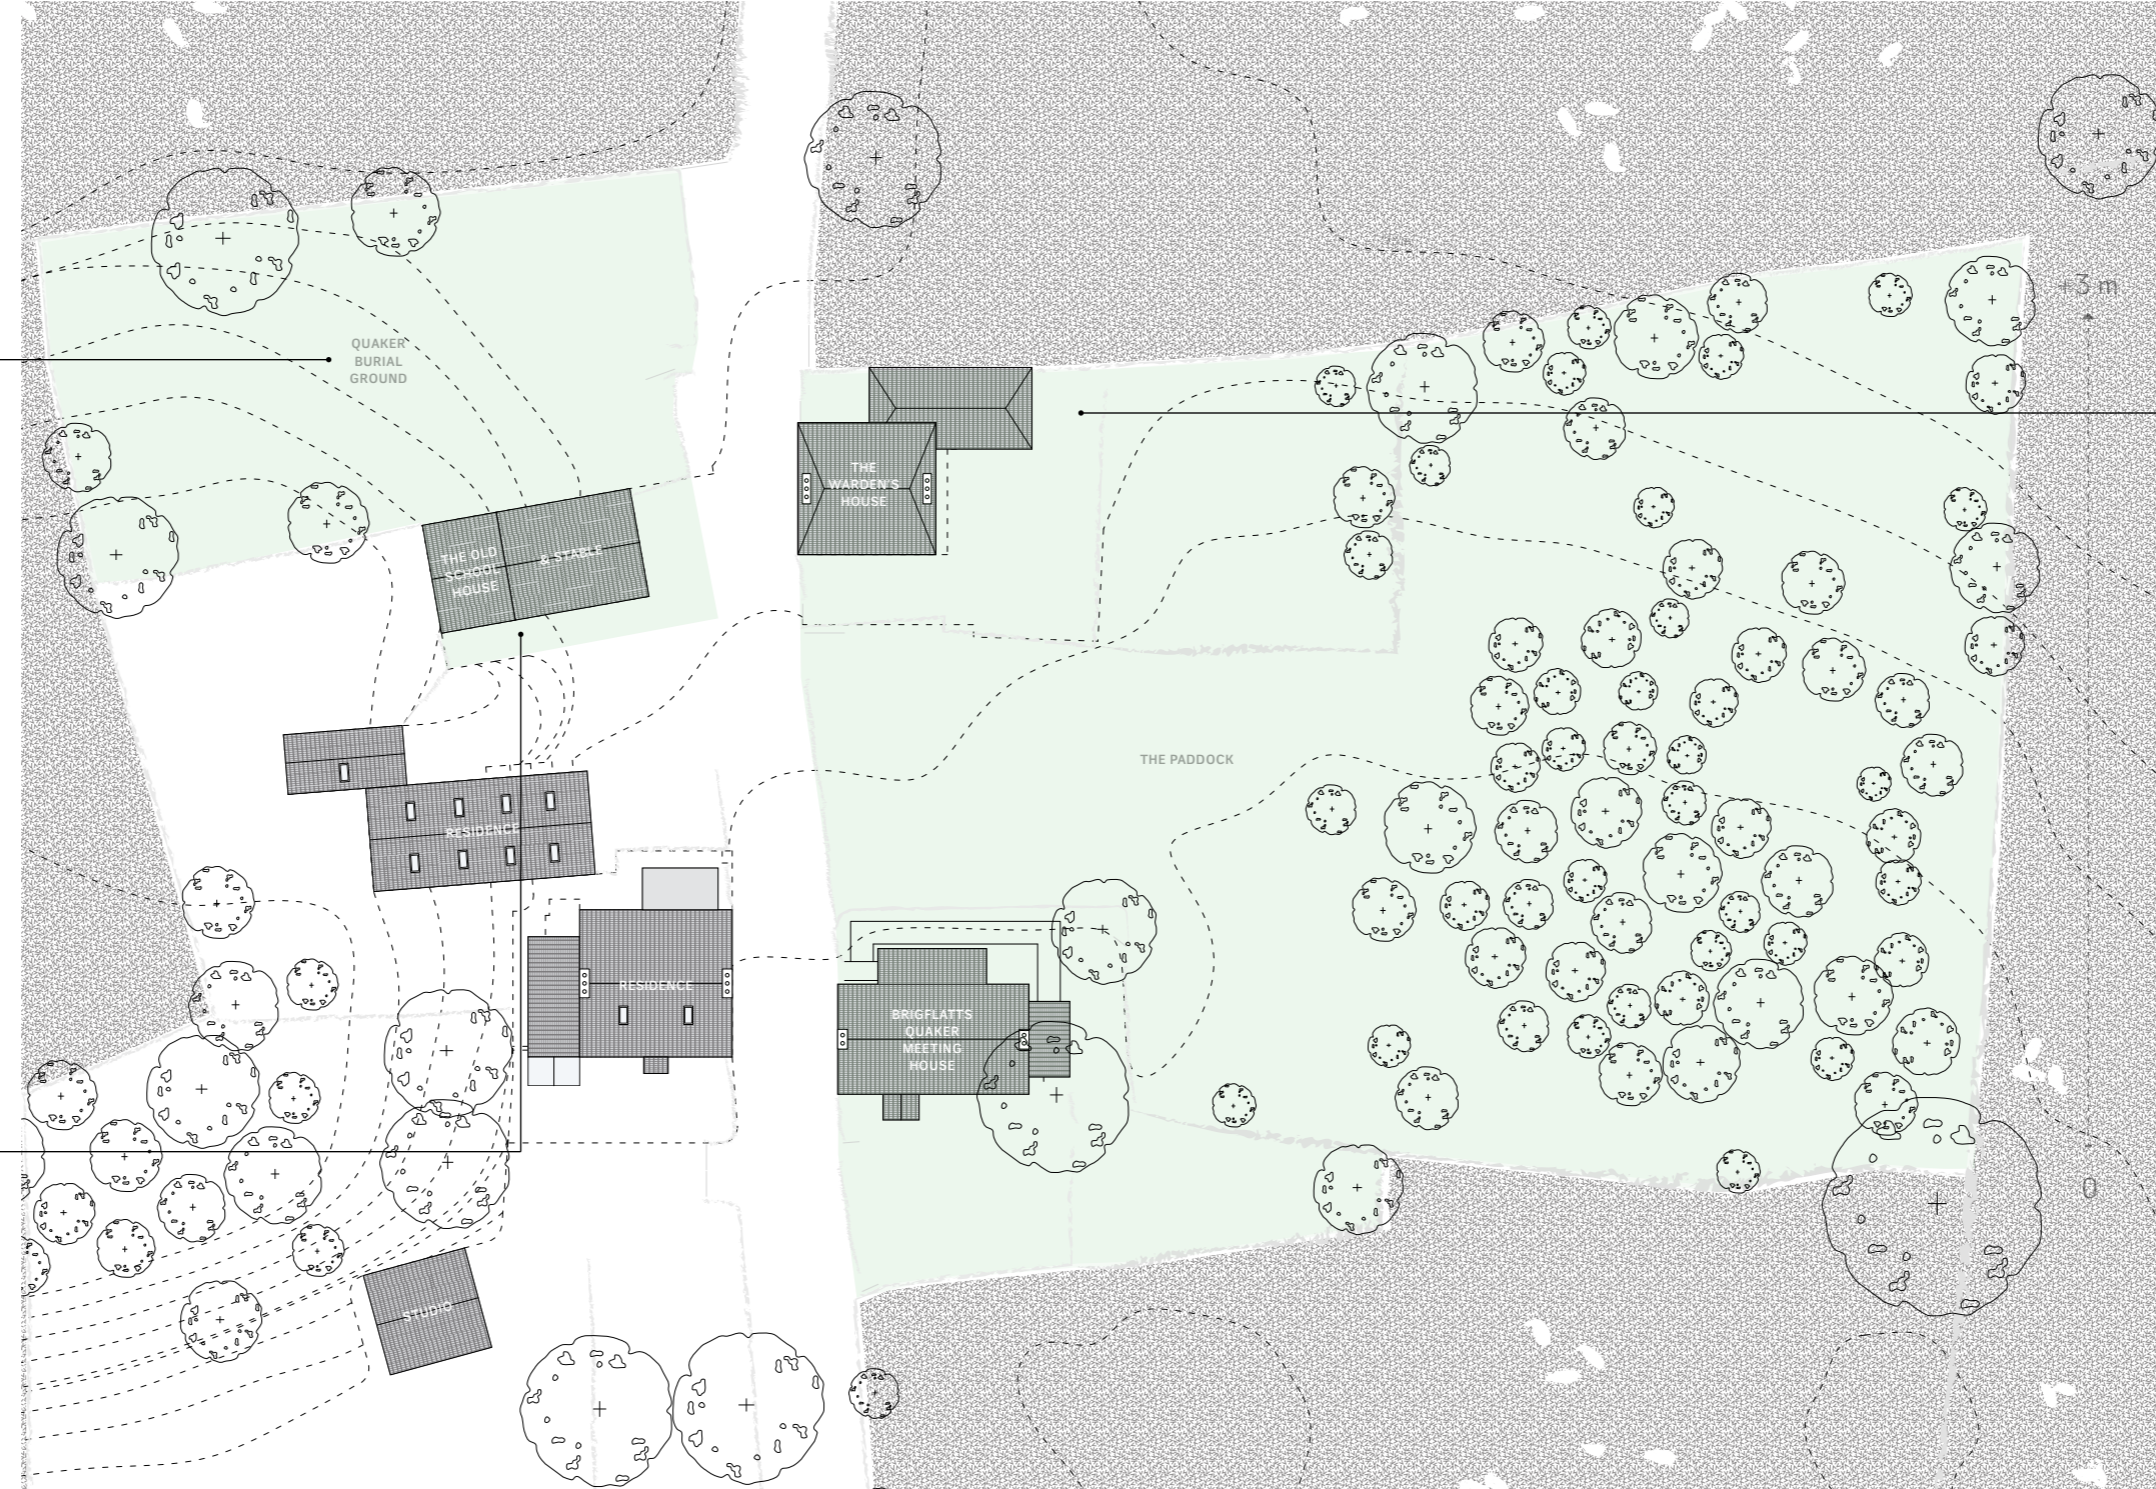 +3 m
QUAKER
BURIAL
GROUND
THE
WARDEN'S
HOUSE
THE OLD
SCHOOL
HOUSE
& STABLE
THE PADDOCK
RESIDENCE
RESIDENCE
BRIGFLATTS
QUAKER
MEETING
HOUSE
0
STUDIO